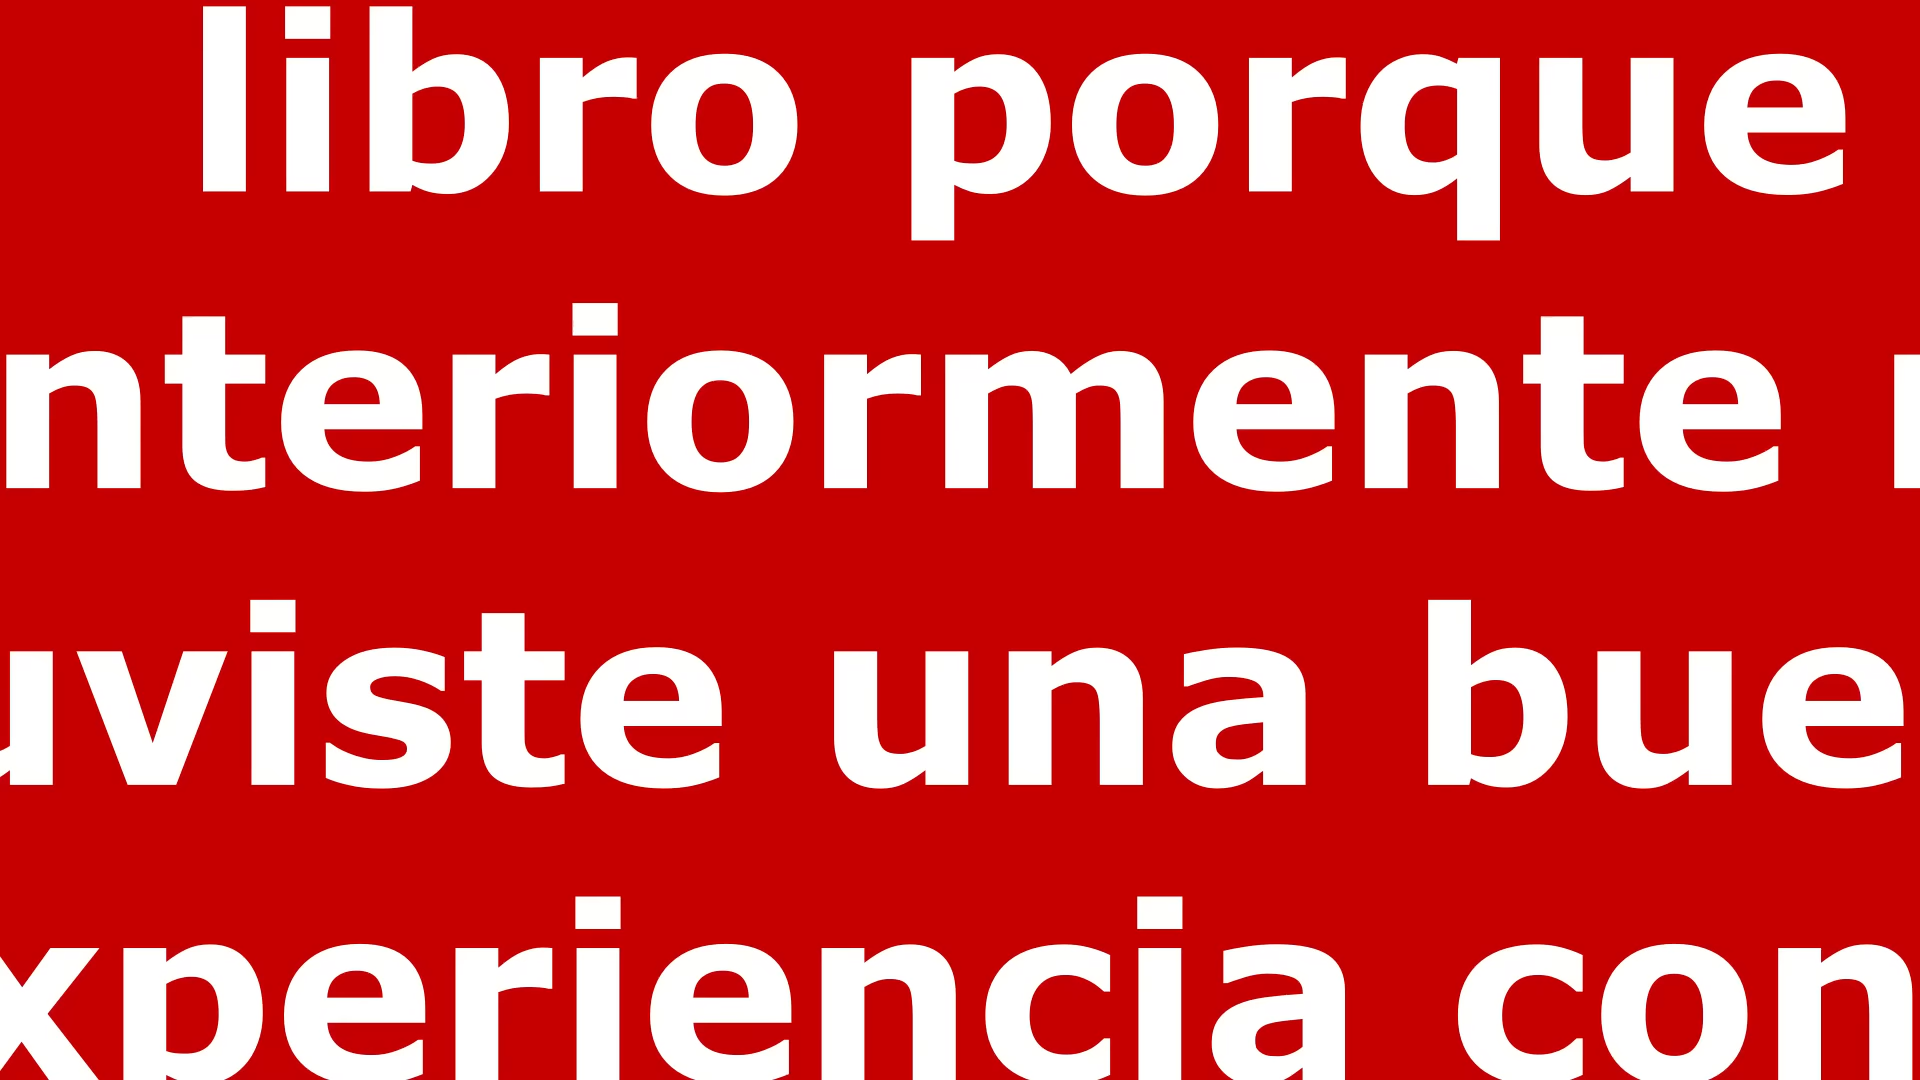 libro porque
nteriormente
uviste una bue
xperiencia con